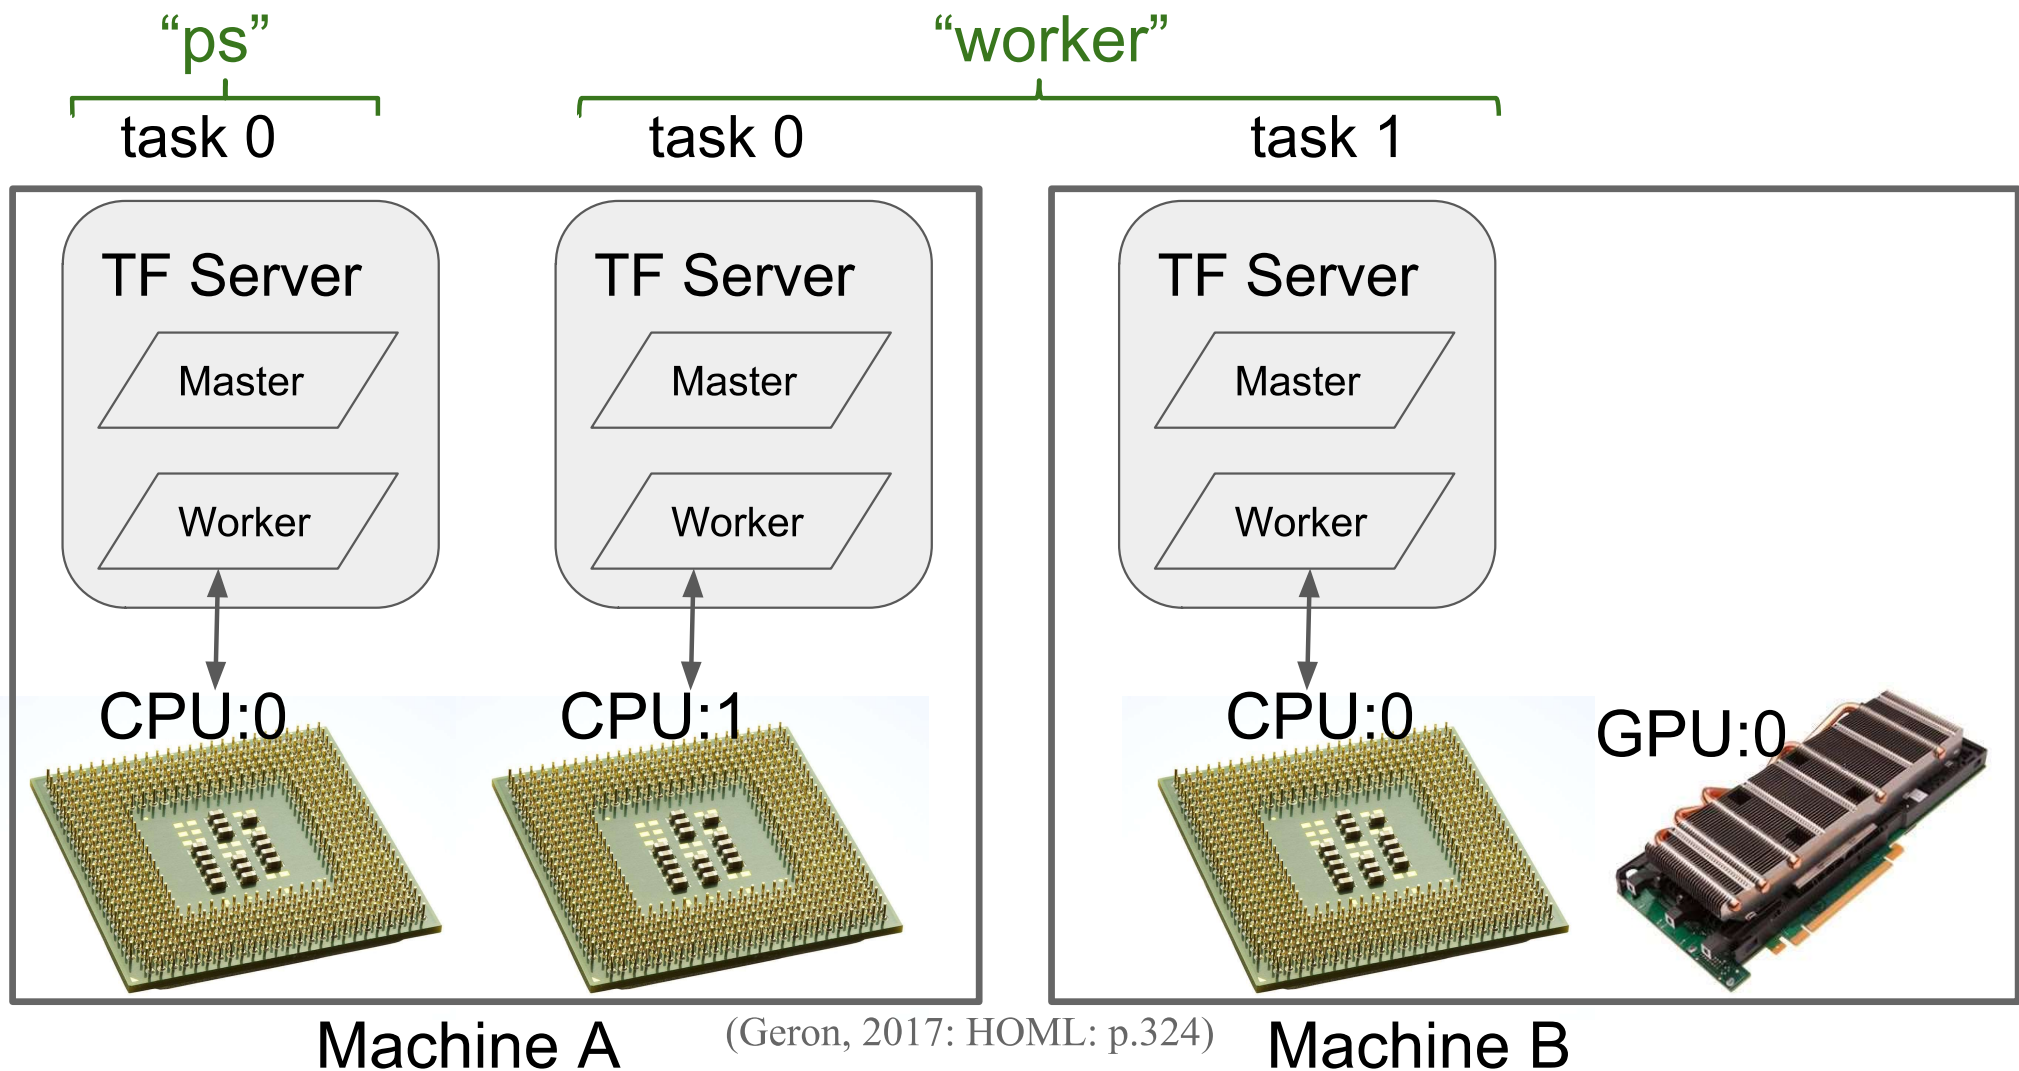 “ps”
“worker”
task 0
task 0
task 1
TF Server
TF Server
TF Server
Master
Master
Master
Worker
Worker
Worker
CPU:0
CPU:1
CPU:0
GPU:0
Machine A
(Geron, 2017: HOML: p.324)
Machine B